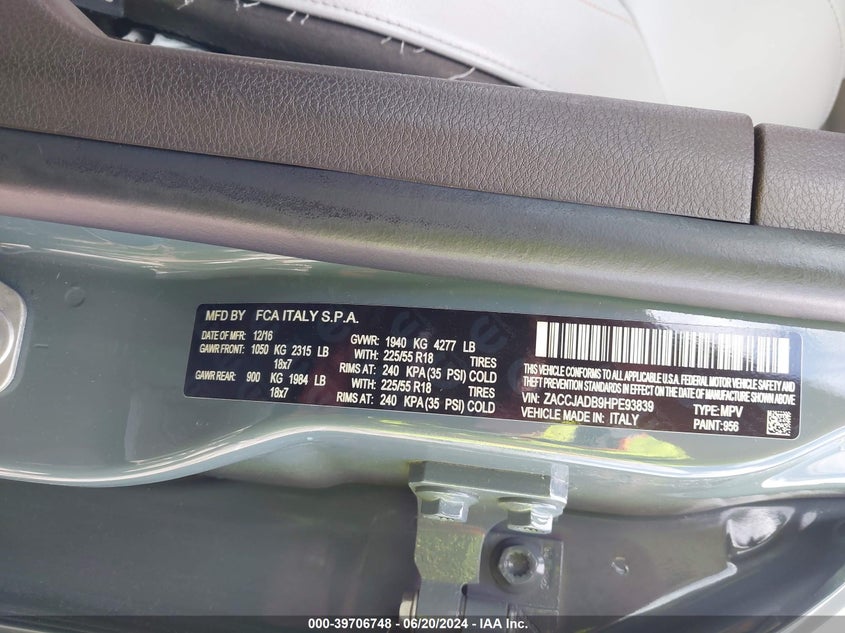 MFD BY FCA ITALY S.P.A.
DATE OF MFR: 12/16 GVWR: 1940 KG 4277 LB
GAWR FRONT: 1050 KG 2315 LB WITH: 225/55 R18 TIRES
18x7 RIMS AT: 240 KPA(35 PSI) COLD
GAWR REAR: 900 KG 1984 LB WITH: 225/55 R18 TIRES
18x7 RIMS AT: 240 KPA(35 PSI) COLD
THIS VEHICLE CONFORMS TO ALL APPLICABLE U.S.A. FEDERAL MOTOR VEHICLE SAFETY AND
THEFT PREVENTION STANDARDS IN EFFECT ON THE DATE OF MANUFACTURE SHOWN ABOVE.
VIN: ZACCJADB9HPE93839 TYPE: MPV
VEHICLE MADE IN: ITALY PAINT:956
000-39706748 - 06/20/2024 - IAA Inc.